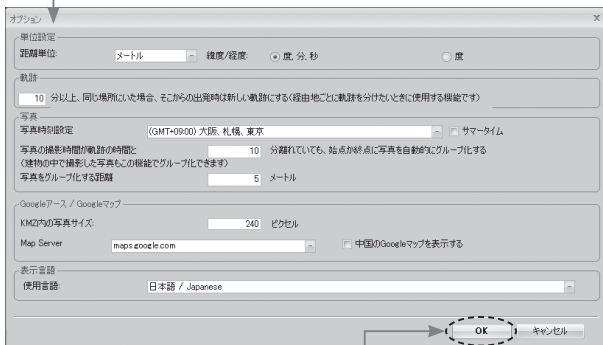 オプション x
単位設定
距離単位: メートル 緯度/経度: 度, 分, 秒 度
軌跡
10 分以上、同じ場所にいた場合、そこからの出発時は新しい軌跡にする(経由地ごとに軌跡を分けたいときに使用する機能です)
写真
写真時刻設定 (GMT+09:00) 大阪、札幌、東京 サマータイム
写真の撮影時間が軌跡の時間と 10 分離れていても、始点か終点に写真を自動的にグループ化する
(建物の中で撮影した写真もこの機能でグループ化できます)
写真をグループ化する距離 5 メートル
Googleアース / Googleマップ
KMZ内の写真サイズ: 240 ピクセル
Map Server maps.google.com 中国のGoogleマップを表示する
表示言語
使用言語: 日本語 / Japanese
OK キャンセル